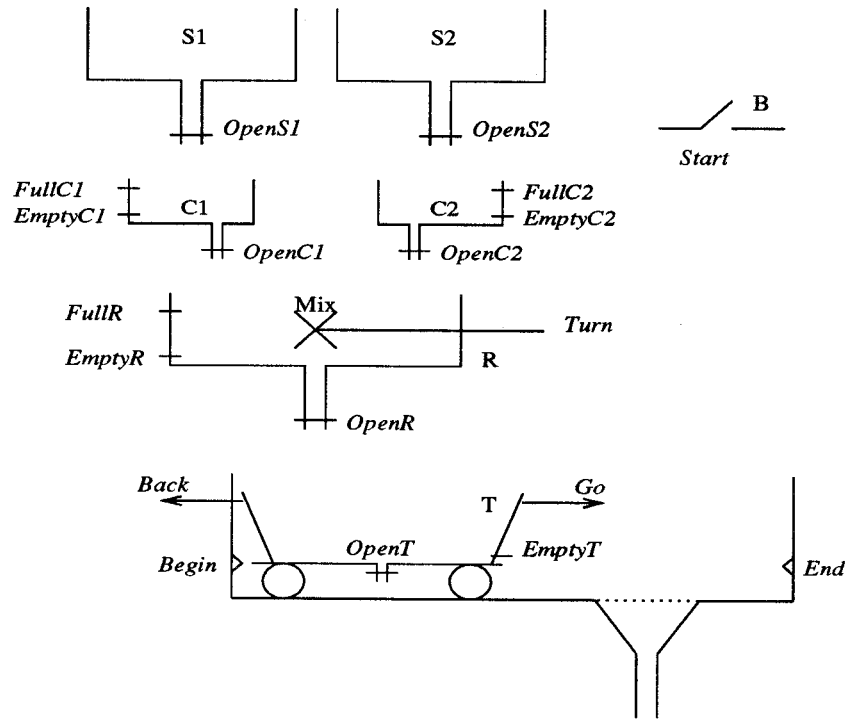 S1
S2
OpenS1
OpenS2
B
Start
FullC1
EmptyC1
C1
OpenC1
C2
FullC2
EmptyC2
OpenC2
FullR
Mix
Turn
EmptyR
R
OpenR
Back
T
Go
OpenT
EmptyT
Begin
End